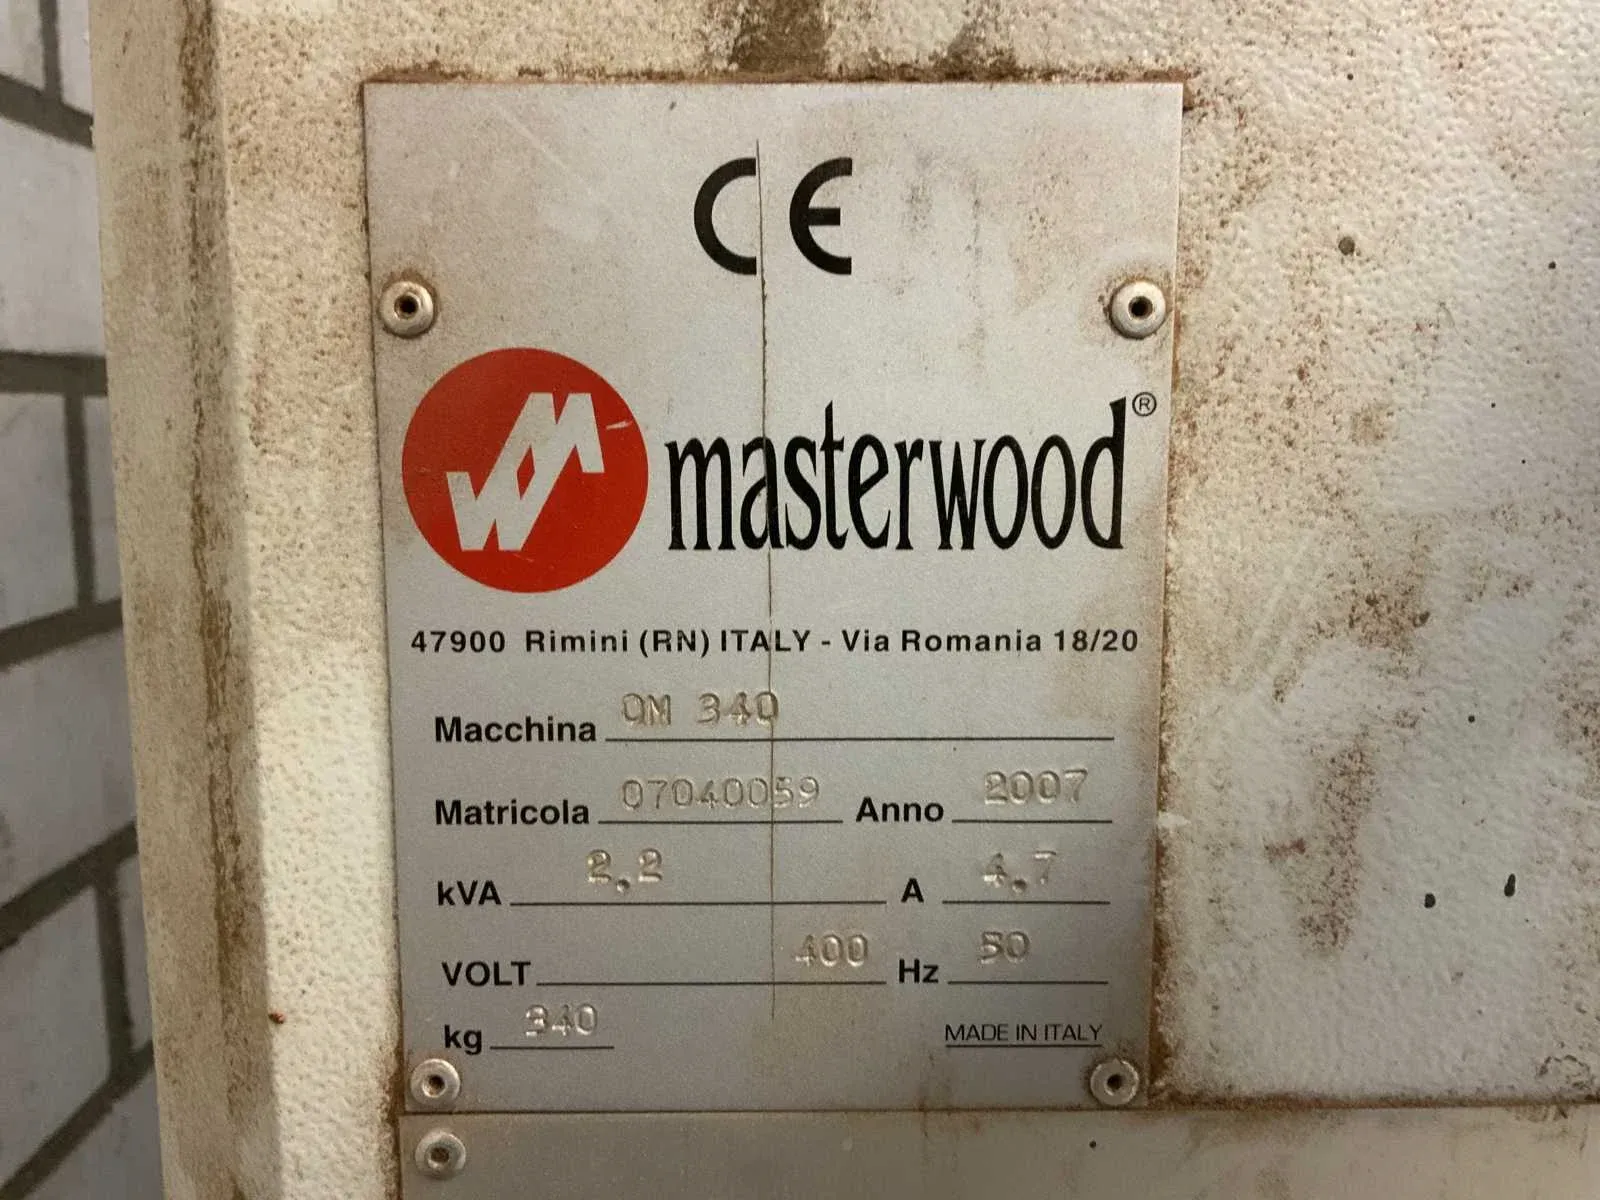 CE
masterwood®
47900 Rimini (RN) ITALY - Via Romania 18/20
Macchina OM 340
Matricola 07040059 Anno 2007
kVA 2,2 A 4,7
VOLT 400 Hz 50
kg 340
MADE IN ITALY